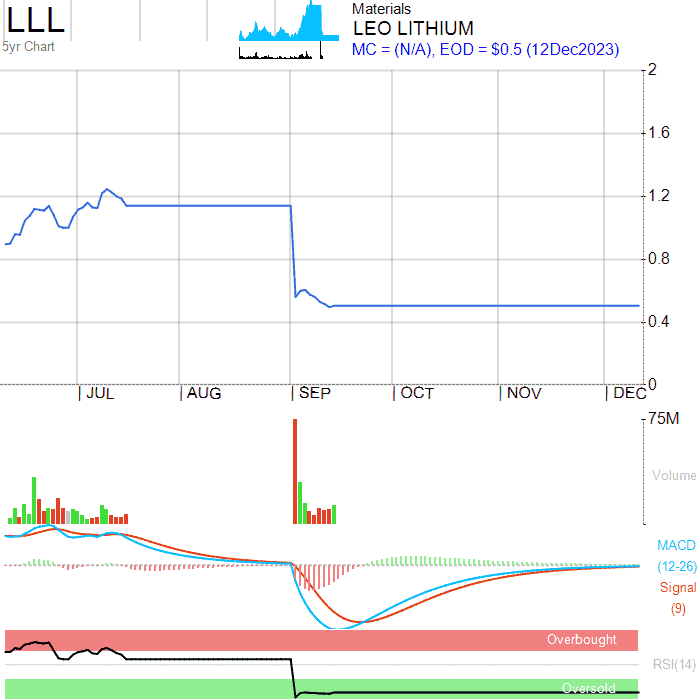 LLL
5yr Chart
Materials
LEO LITHIUM
MC = (N/A), EOD = $0.5 (12Dec2023)
2
1.6
1.2
0.8
0.4
0
JUL AUG SEP OCT NOV DEC
75M
Volume
MACD
(12-26)
Signal
(9)
Overbought
RSI(14)
Oversold